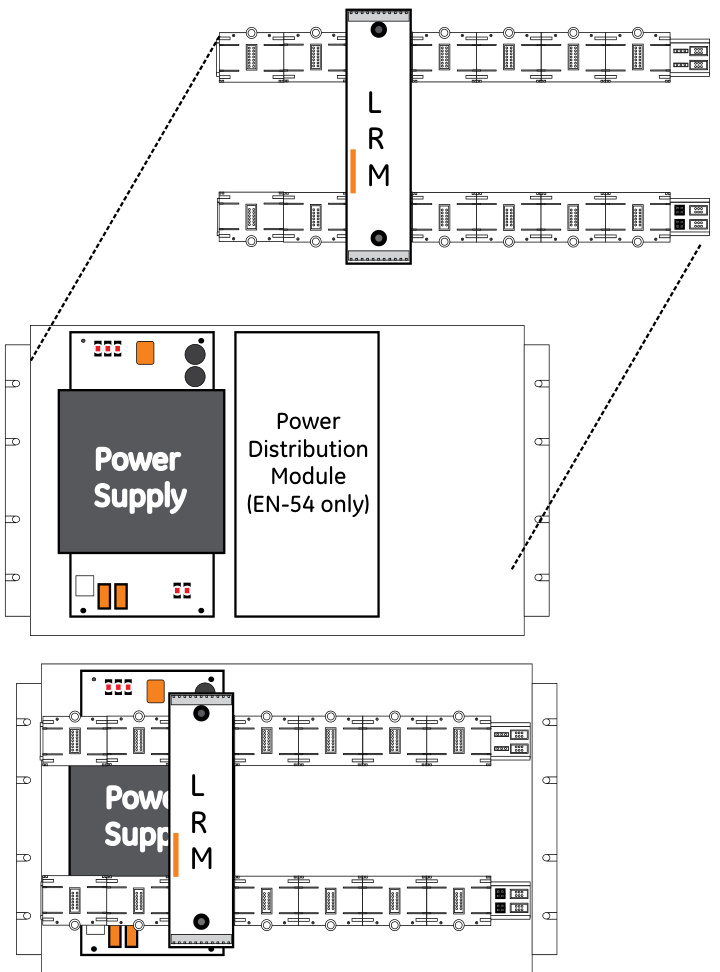 L
R
M
Power
Supply
Power
Distribution
Module
(EN-54 only)
Powe
Supp
L
R
M